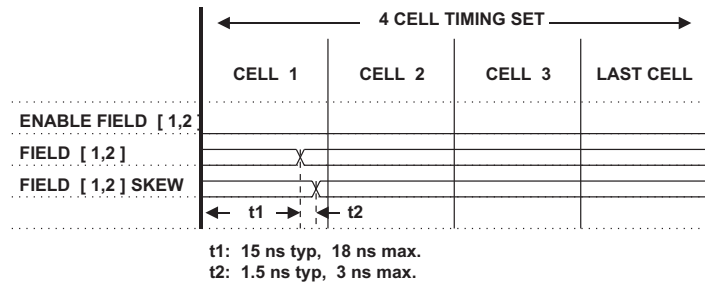 4 CELL TIMING SET
CELL 1 CELL 2 CELL 3 LAST CELL
ENABLE FIELD [ 1,2 ]
FIELD [ 1,2 ]
FIELD [ 1,2 ] SKEW
t1 t2
t1: 15 ns typ, 18 ns max.
t2: 1.5 ns typ, 3 ns max.